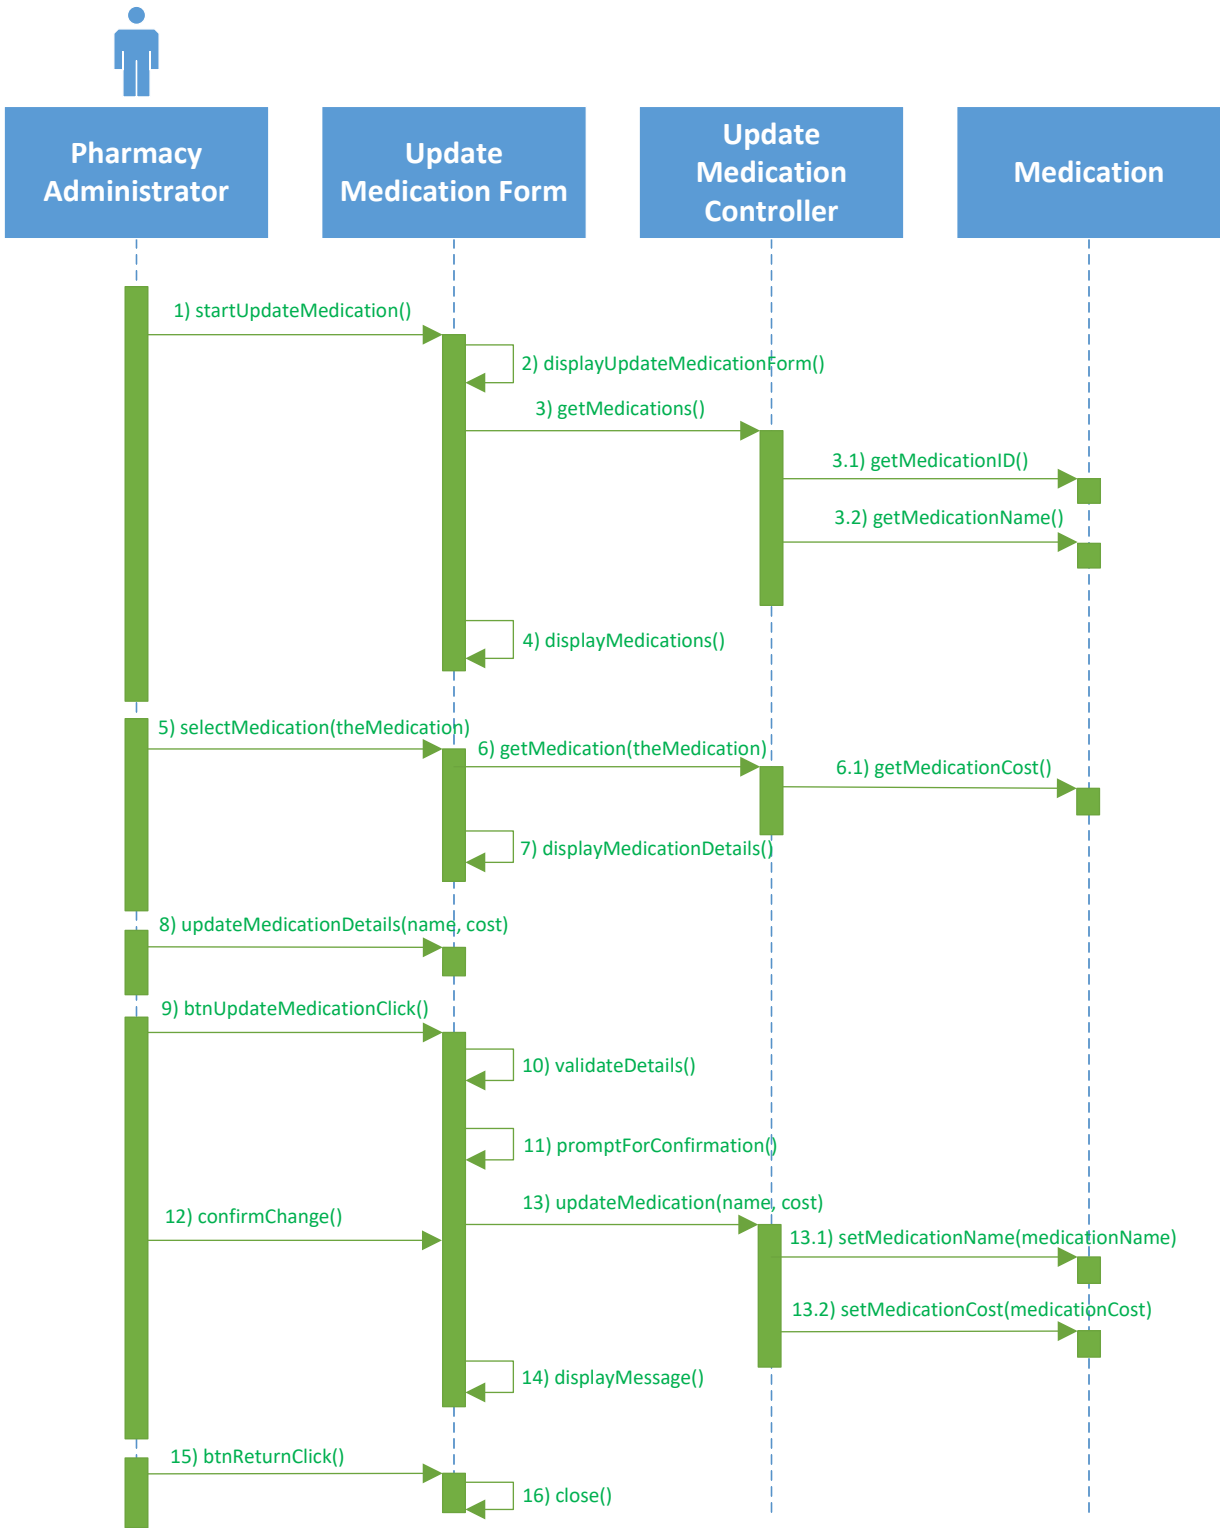 Pharmacy
Administrator
Update
Medication Form
Update
Medication
Controller
Medication
1) startUpdateMedication()
2) displayUpdateMedicationForm()
3) getMedications()
3.1) getMedicationID()
3.2) getMedicationName()
4) displayMedications()
5) selectMedication(theMedication)
6) getMedication(theMedication)
6.1) getMedicationCost()
7) displayMedicationDetails()
8) updateMedicationDetails(name, cost)
9) btnUpdateMedicationClick()
10) validateDetails()
11) promptForConfirmation()
12) confirmChange()
13) updateMedication(name, cost)
13.1) setMedicationName(medicationName)
13.2) setMedicationCost(medicationCost)
14) displayMessage()
15) btnReturnClick()
16) close()